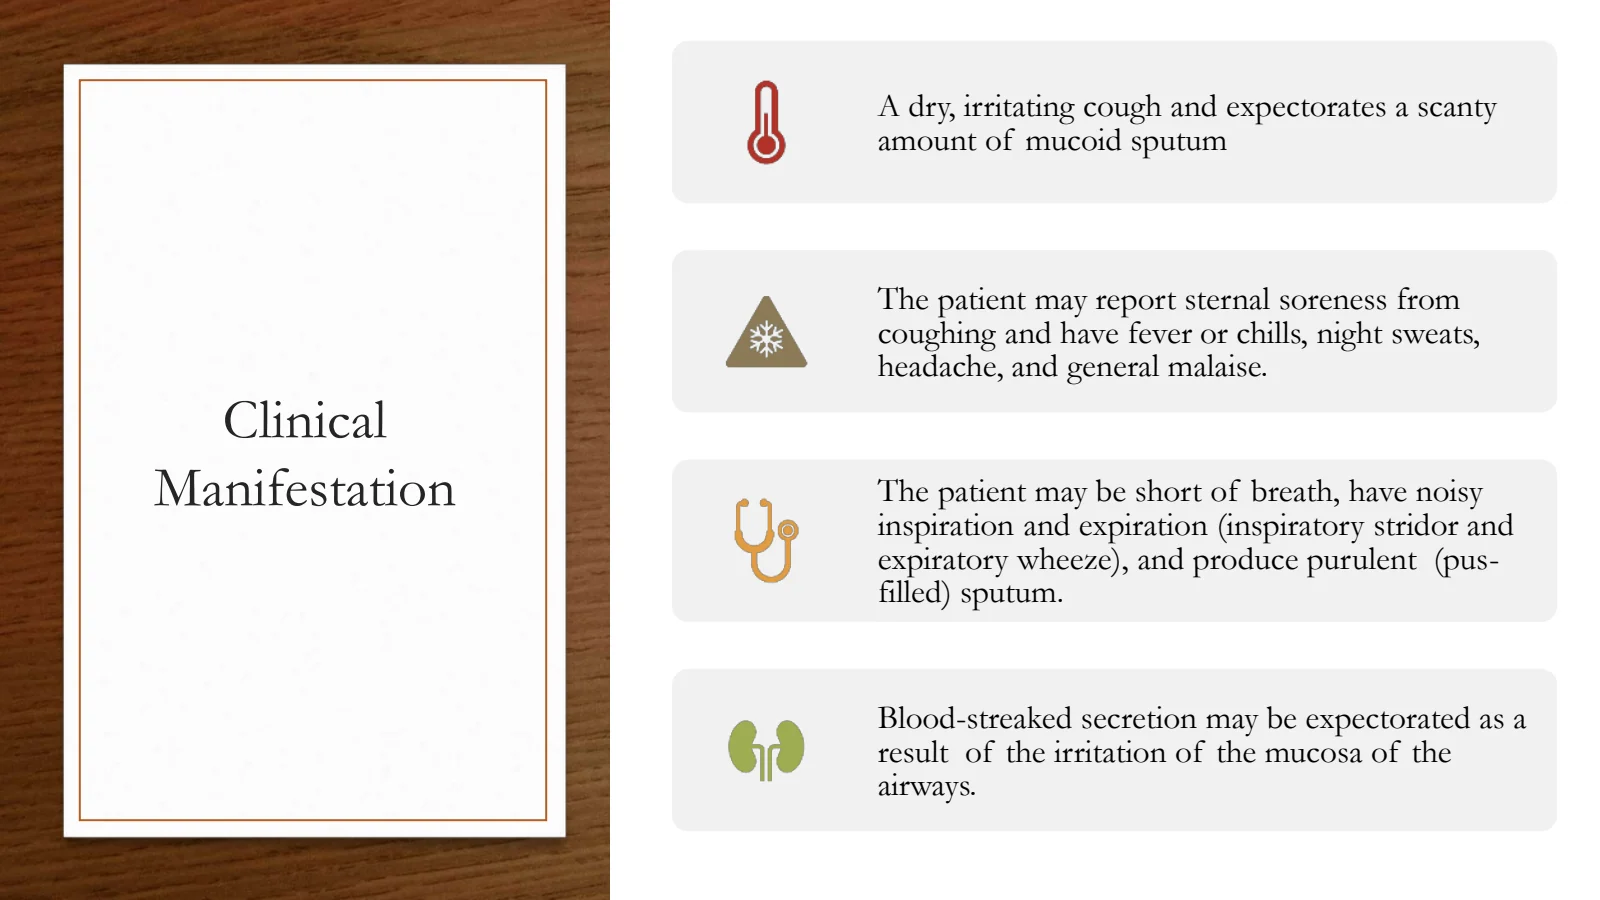 Clinical
Manifestation
A dry, irritating cough and expectorates a scanty
amount of mucoid sputum
The patient may report sternal soreness from
coughing and have fever or chills, night sweats,
headache, and general malaise.
The patient may be short of breath, have noisy
inspiration and expiration (inspiratory stridor and
expiratory wheeze), and produce purulent (pus-
filled) sputum.
Blood-streaked secretion may be expectorated as a
result of the irritation of the mucosa of the
airways.